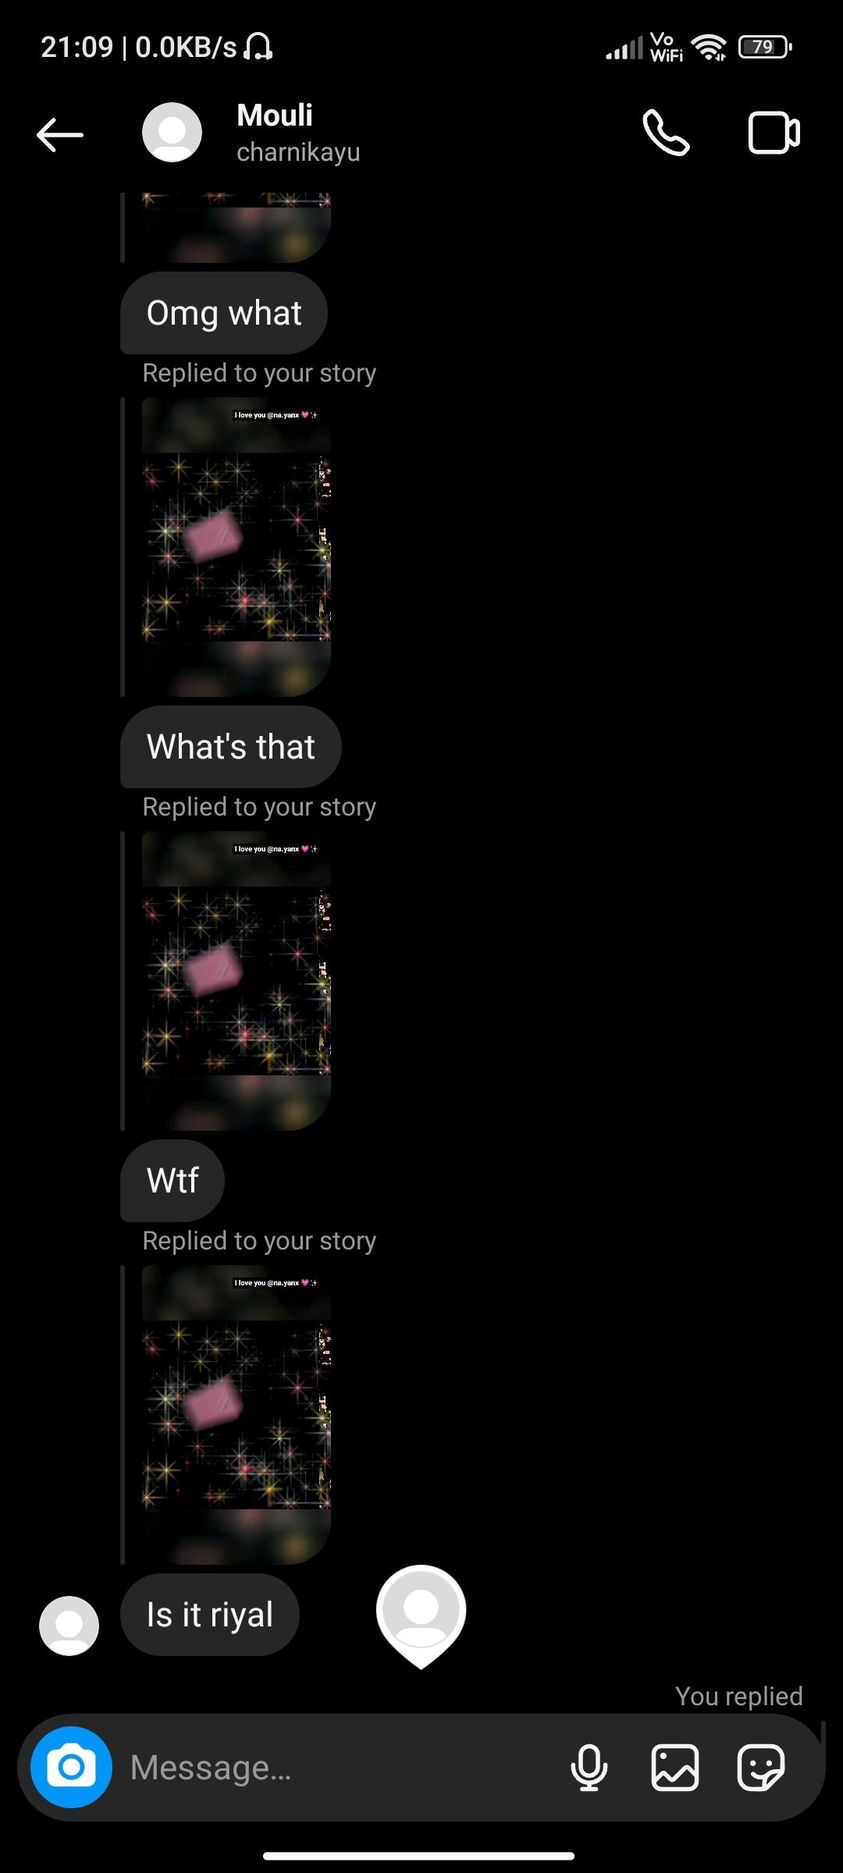 21:09 | 0.0KB/s
Vo
WiFi
79
Mouli
charnikayu
Omg what
Replied to your story
I love you @na.yanx 💗✨
What's that
Replied to your story
I love you @na.yanx 💗✨
Wtf
Replied to your story
I love you @na.yanx 💗✨
Is it riyal
You replied
Message...